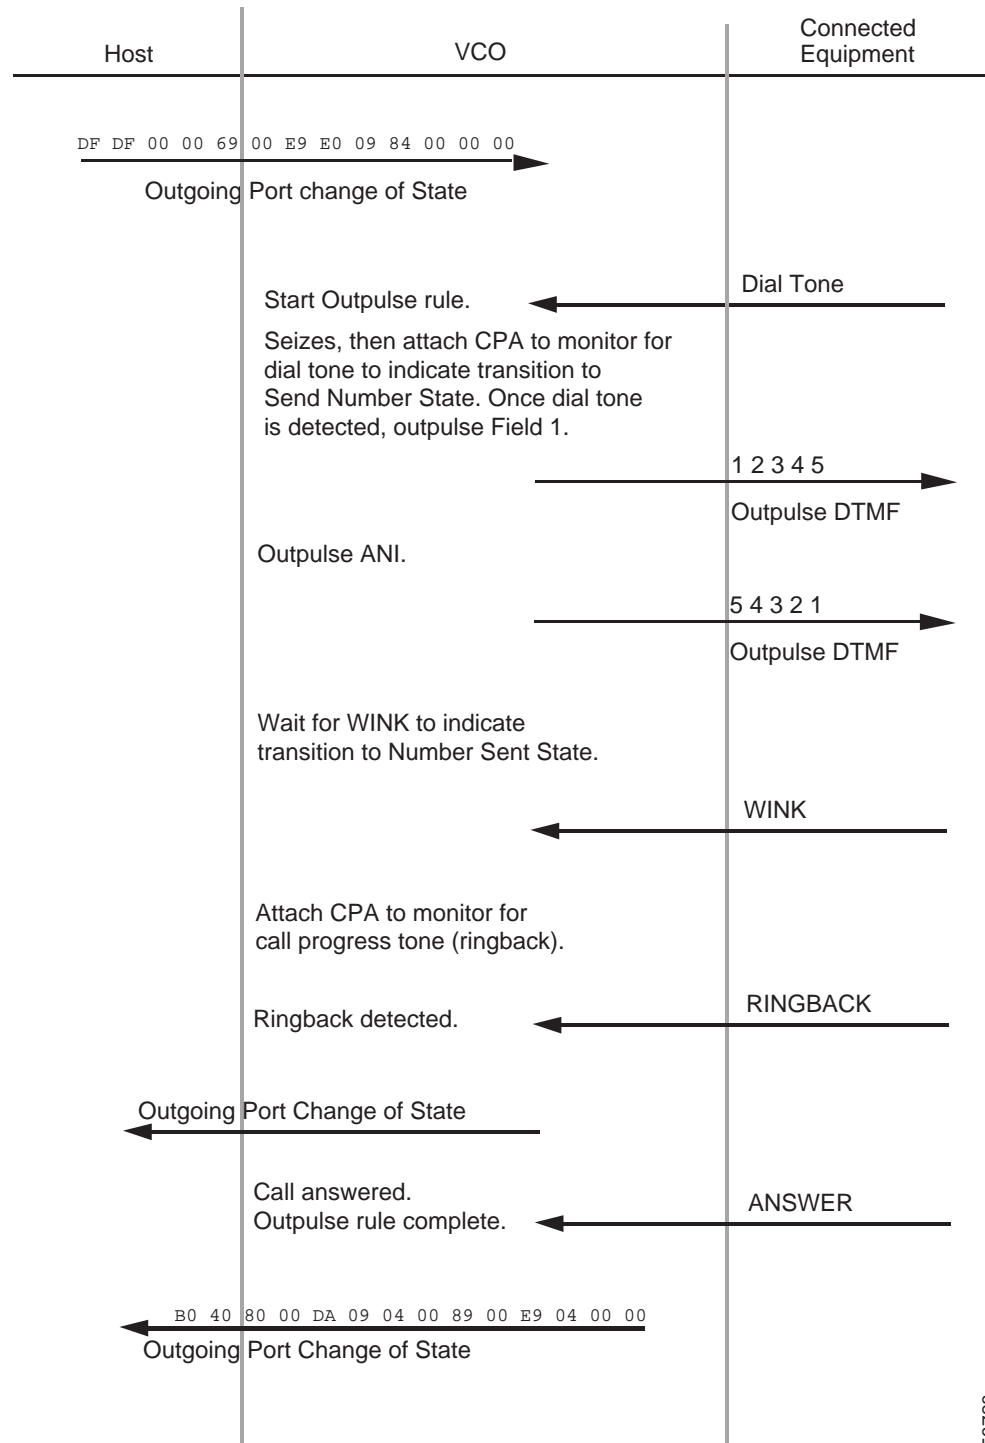 Host
VCO
Connected
Equipment
DF DF 00 00 69 00 E9 E0 09 84 00 00 00
Outgoing Port change of State
Dial Tone
Start Outpulse rule.
Seizes, then attach CPA to monitor for
dial tone to indicate transition to
Send Number State. Once dial tone
is detected, outpulse Field 1.
1 2 3 4 5
Outpulse DTMF
Outpulse ANI.
5 4 3 2 1
Outpulse DTMF
Wait for WINK to indicate
transition to Number Sent State.
WINK
Attach CPA to monitor for
call progress tone (ringback).
RINGBACK
Ringback detected.
Outgoing Port Change of State
Call answered.
Outpulse rule complete.
ANSWER
B0 40 80 00 DA 09 04 00 89 00 E9 04 00 00
Outgoing Port Change of State